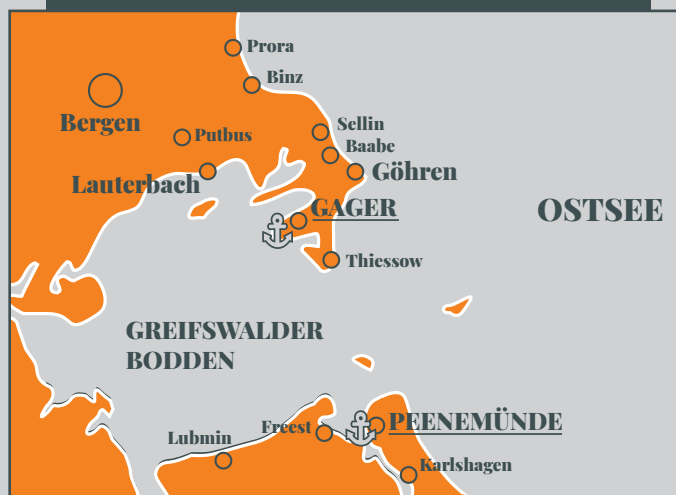 Prora
Binz
Bergen
Sellin
Putbus
Baabe
Göhren
Lauterbach
GAGER
OSTSEE
Thiessow
GREIFSWALDER
BODDEN
PEENEMÜNDE
Freest
Lubmin
Karlshagen